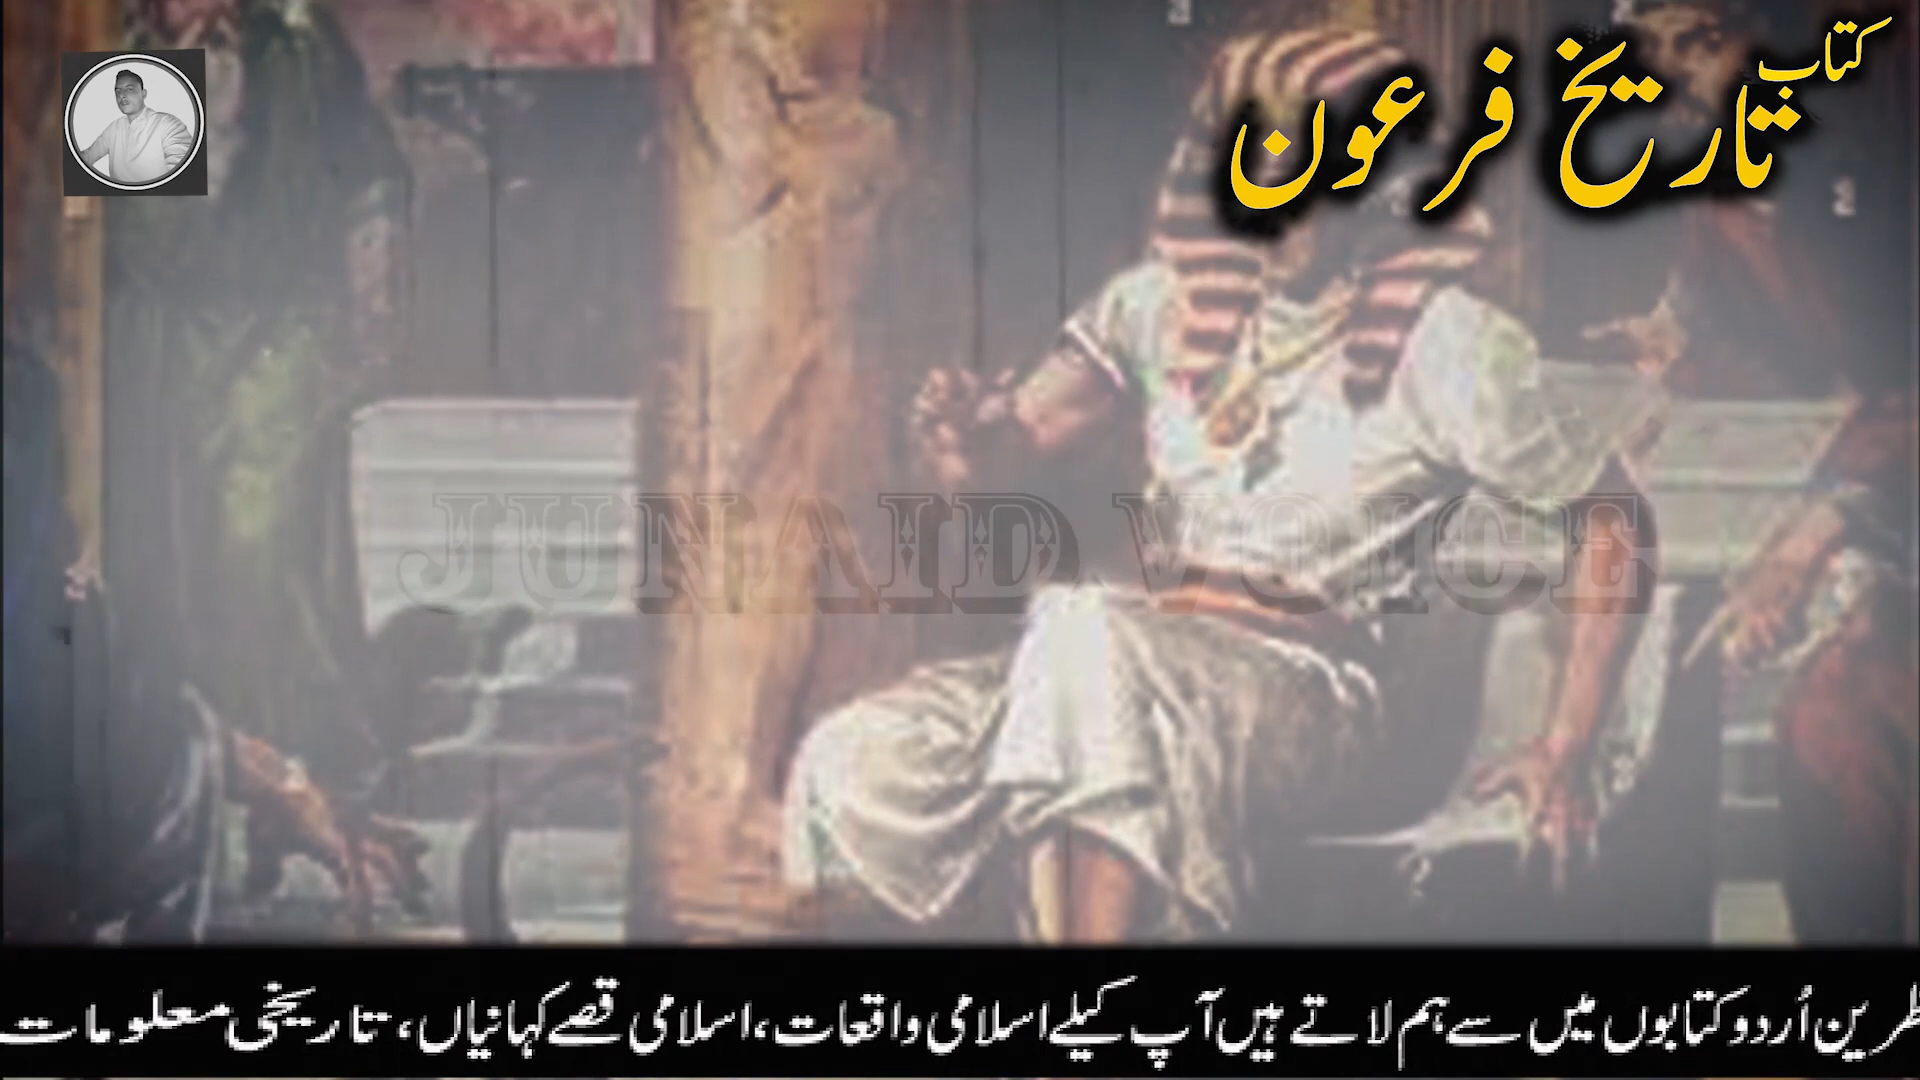 کتاب
تاریخ فرعون
JUNAID VOICE
اُردو کتابوں میں سے ہم لاتے ہیں آپ کیلئے اسلامی واقعات، اسلامی قصے کہانیاں، تاریخی معلومات